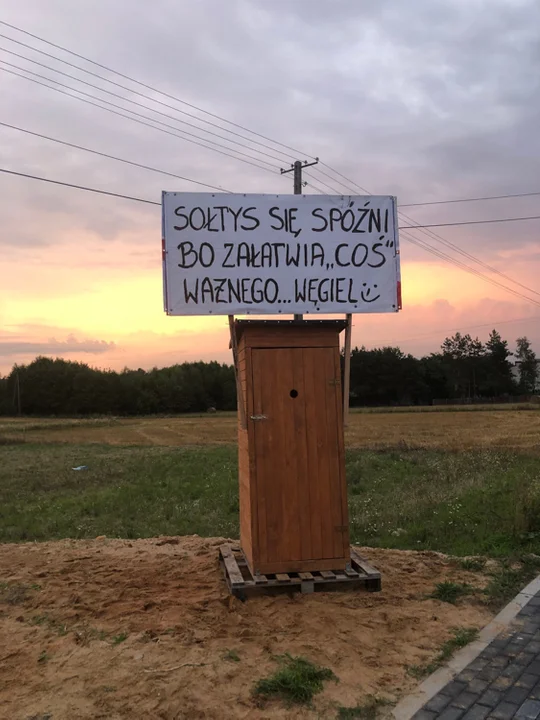 SOŁTYS SIĘ SPÓŹNI
BO ZAŁATWIA „COŚ"
WAŻNEGO...WĘGIEL :)